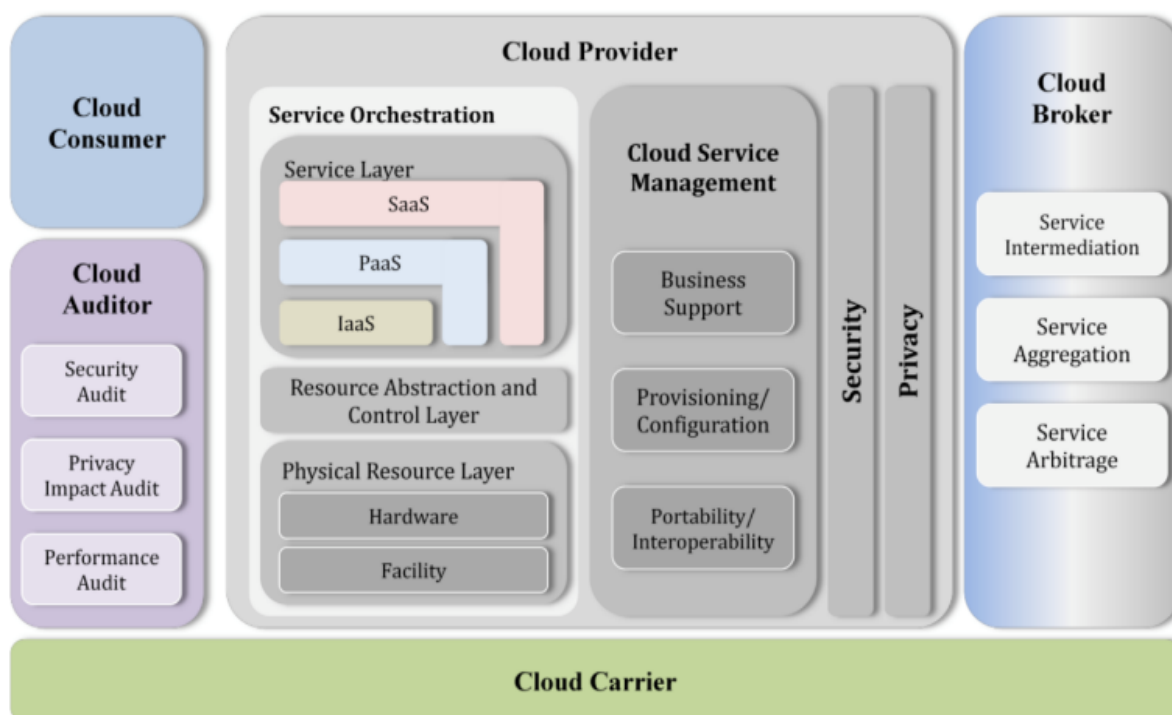 Cloud
Consumer
Cloud
Auditor
Security
Audit
Privacy
Impact Audit
Performance
Audit
Cloud Provider
Service Orchestration
Service Layer
SaaS
PaaS
IaaS
Resource Abstraction and
Control Layer
Physical Resource Layer
Hardware
Facility
Cloud Service
Management
Business
Support
Provisioning/
Configuration
Portability/
Interoperability
Security
Privacy
Cloud
Broker
Service
Intermediation
Service
Aggregation
Service
Arbitrage
Cloud Carrier